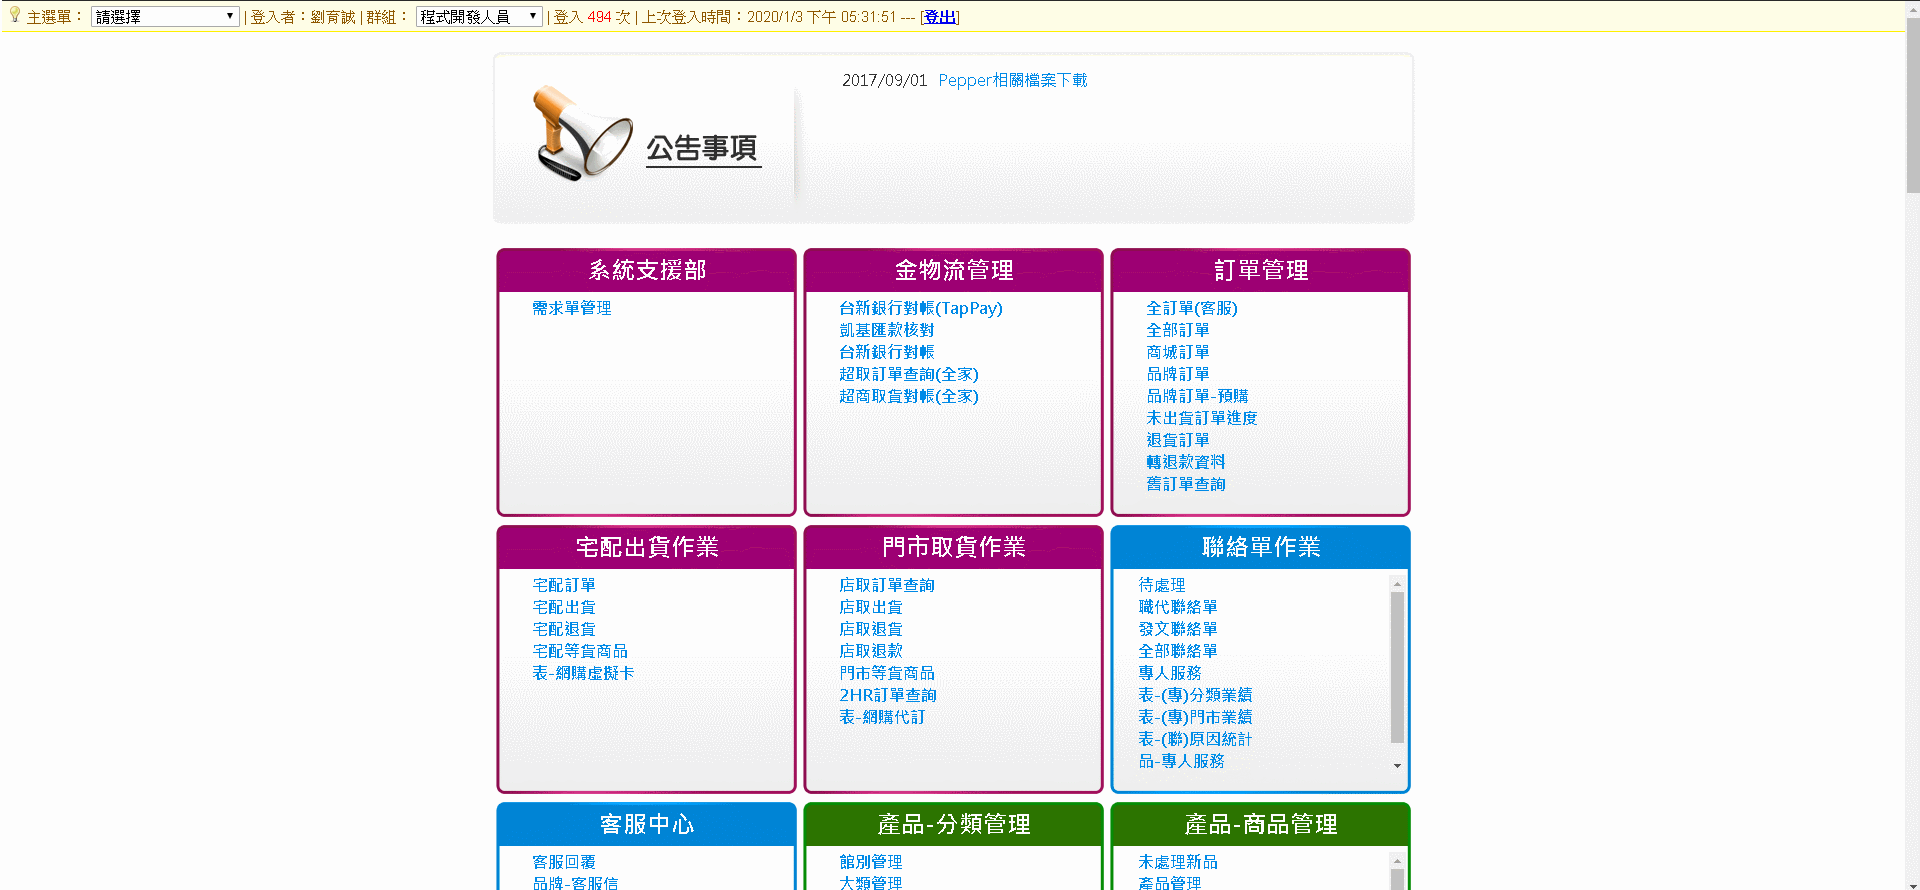 主選單： 請選擇 | 登入者：劉育誠 | 群組： 程式開發人員 | 登入 494 次 | 上次登入時間：2020/1/3 下午 05:31:51 --- [登出]
公告事項
2017/09/01 Pepper相關檔案下載
系統支援部
需求單管理
金物流管理
台新銀行對帳(TapPay)
凱基匯款核對
台新銀行對帳
超取訂單查詢(全家)
超商取貨對帳(全家)
訂單管理
全訂單(客服)
全部訂單
商城訂單
品牌訂單
品牌訂單-預購
未出貨訂單進度
退貨訂單
轉退款資料
舊訂單查詢
宅配出貨作業
宅配訂單
宅配出貨
宅配退貨
宅配等貨商品
表-網購虛擬卡
門市取貨作業
店取訂單查詢
店取出貨
店取退貨
店取退款
門市等貨商品
2HR訂單查詢
表-網購代訂
聯絡單作業
待處理
職代聯絡單
發文聯絡單
全部聯絡單
專人服務
表-(專)分類業績
表-(專)門市業績
表-(聯)原因統計
品-專人服務
客服中心
客服回覆
品牌-客服信
產品-分類管理
館別管理
大類管理
產品-商品管理
未處理新品
產品管理